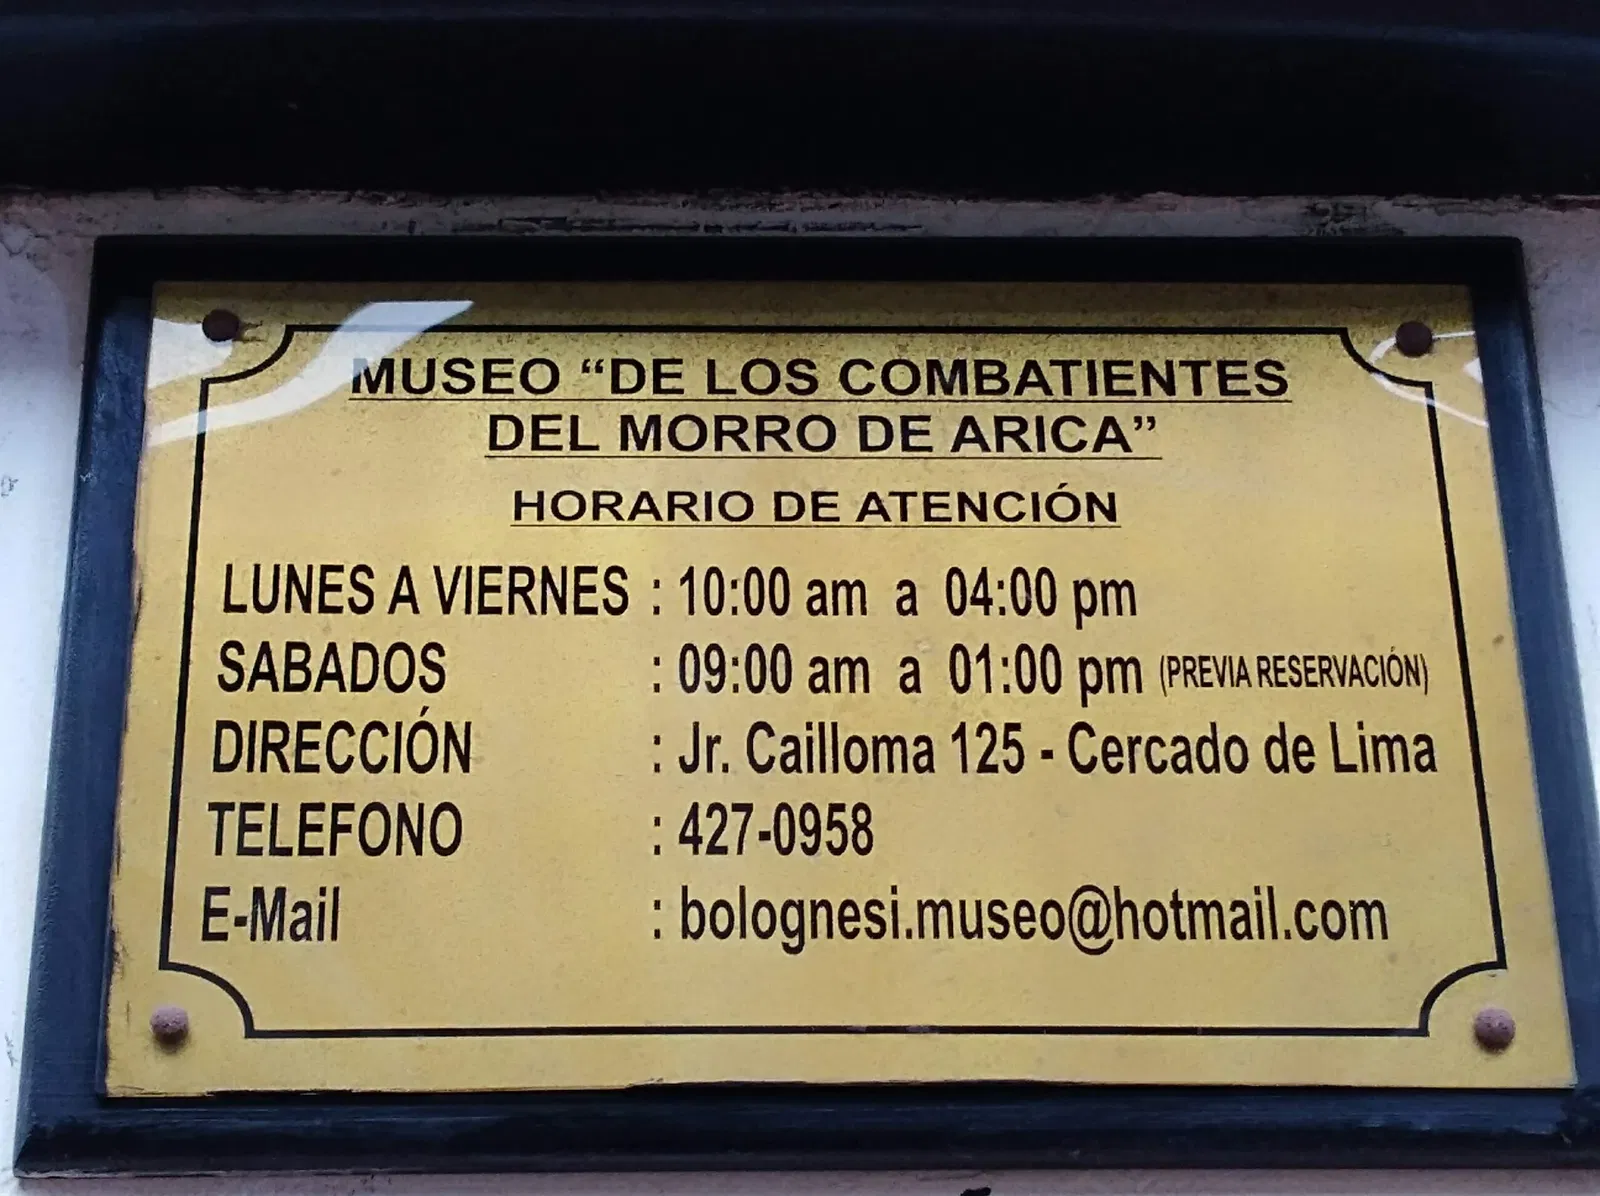 MUSEO “DE LOS COMBATIENTES
DEL MORRO DE ARICA”
HORARIO DE ATENCIÓN
LUNES A VIERNES : 10:00 am a 04:00 pm
SABADOS : 09:00 am a 01:00 pm (PREVIA RESERVACIÓN)
DIRECCIÓN : Jr. Cailloma 125 - Cercado de Lima
TELEFONO : 427-0958
E-Mail : bolognesi.museo@hotmail.com